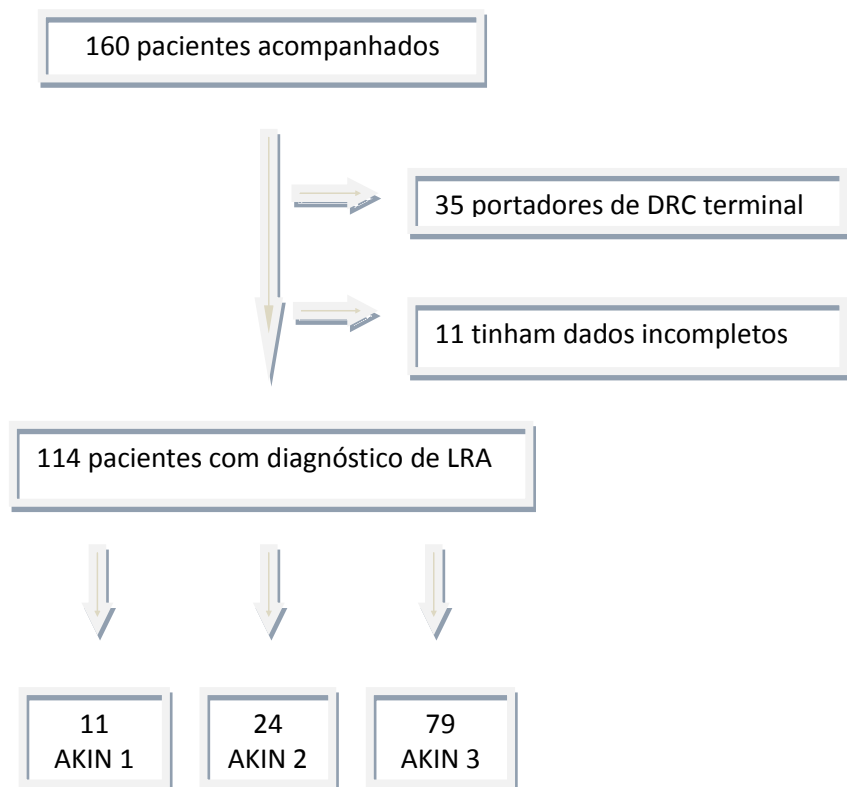 160 pacientes acompanhados
35 portadores de DRC terminal
11 tinham dados incompletos
114 pacientes com diagnóstico de LRA
11
AKIN 1
24
AKIN 2
79
AKIN 3